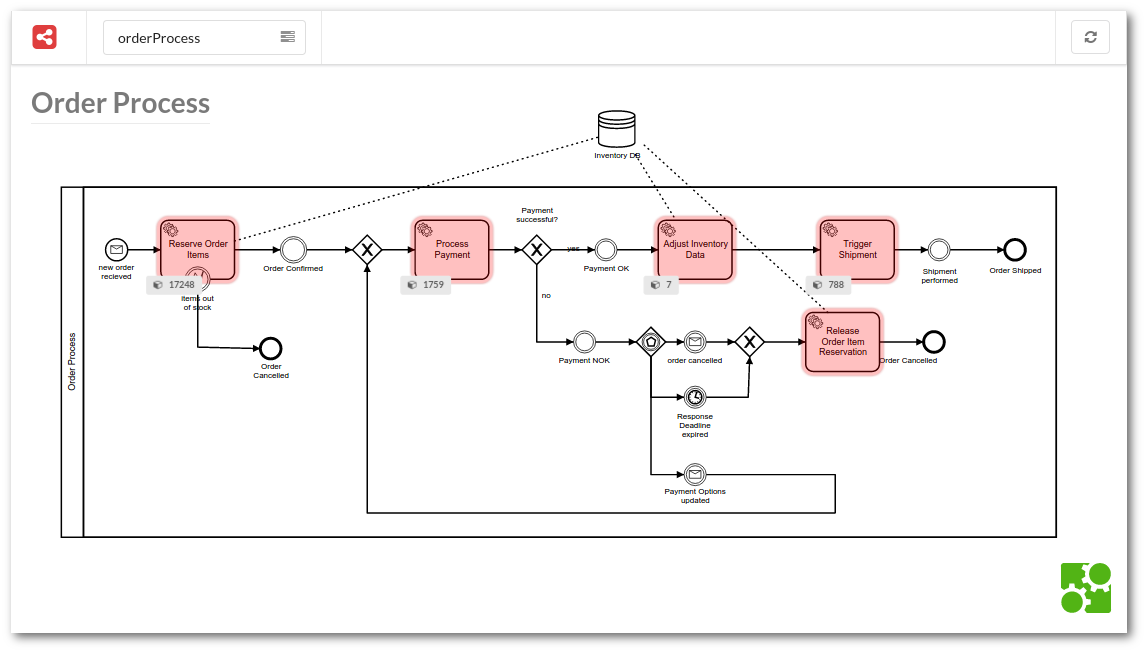 orderProcess
Order Process
Inventory DB
Payment
successful?
Reserve Order
Items
Process
Payment
Adjust Inventory
Data
Trigger
Shipment
yes
new order
recieved
Order Confirmed
Payment OK
Shipment
performed
Order Shipped
17248
1759
7
788
items out
of stock
no
Release
Order Item
Reservation
Order Process
Order
Cancelled
Payment NOK
order cancelled
Order Cancelled
Response
Deadline
expired
Payment Options
updated